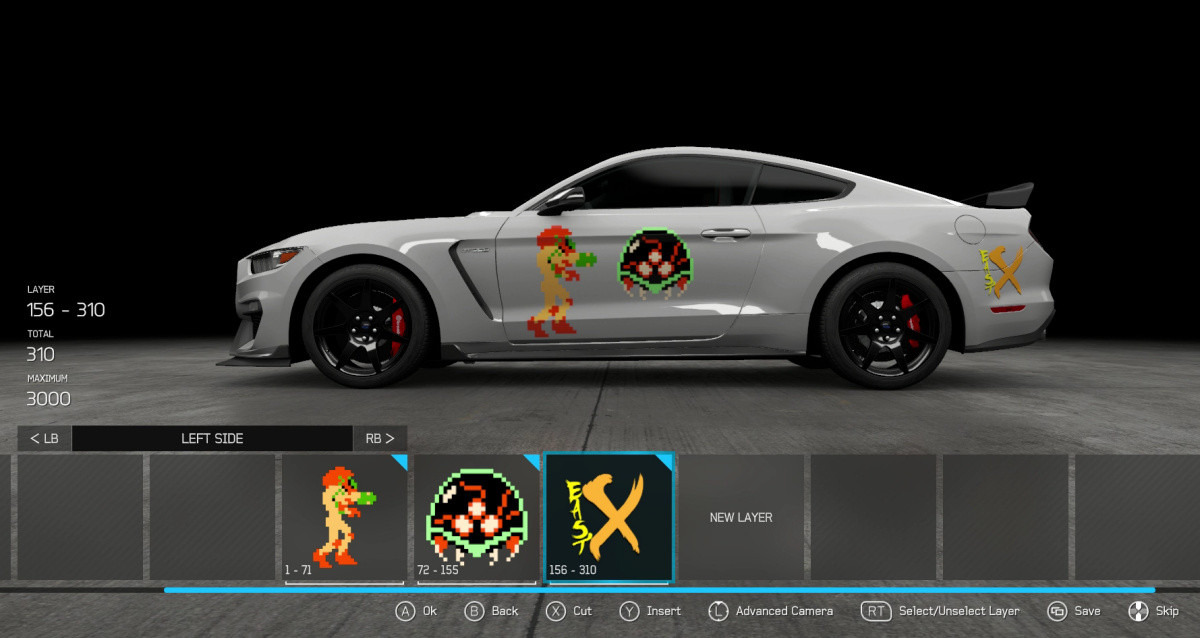 LAYER
156 - 310
TOTAL
310
MAXIMUM
3000
< LB
LEFT SIDE
RB >
EAST
X
EAST
X
1 - 71
72 - 155
156 - 310
NEW LAYER
A Ok
B Back
X Cut
Y Insert
L Advanced Camera
RT Select/Unselect Layer
Save
Skip